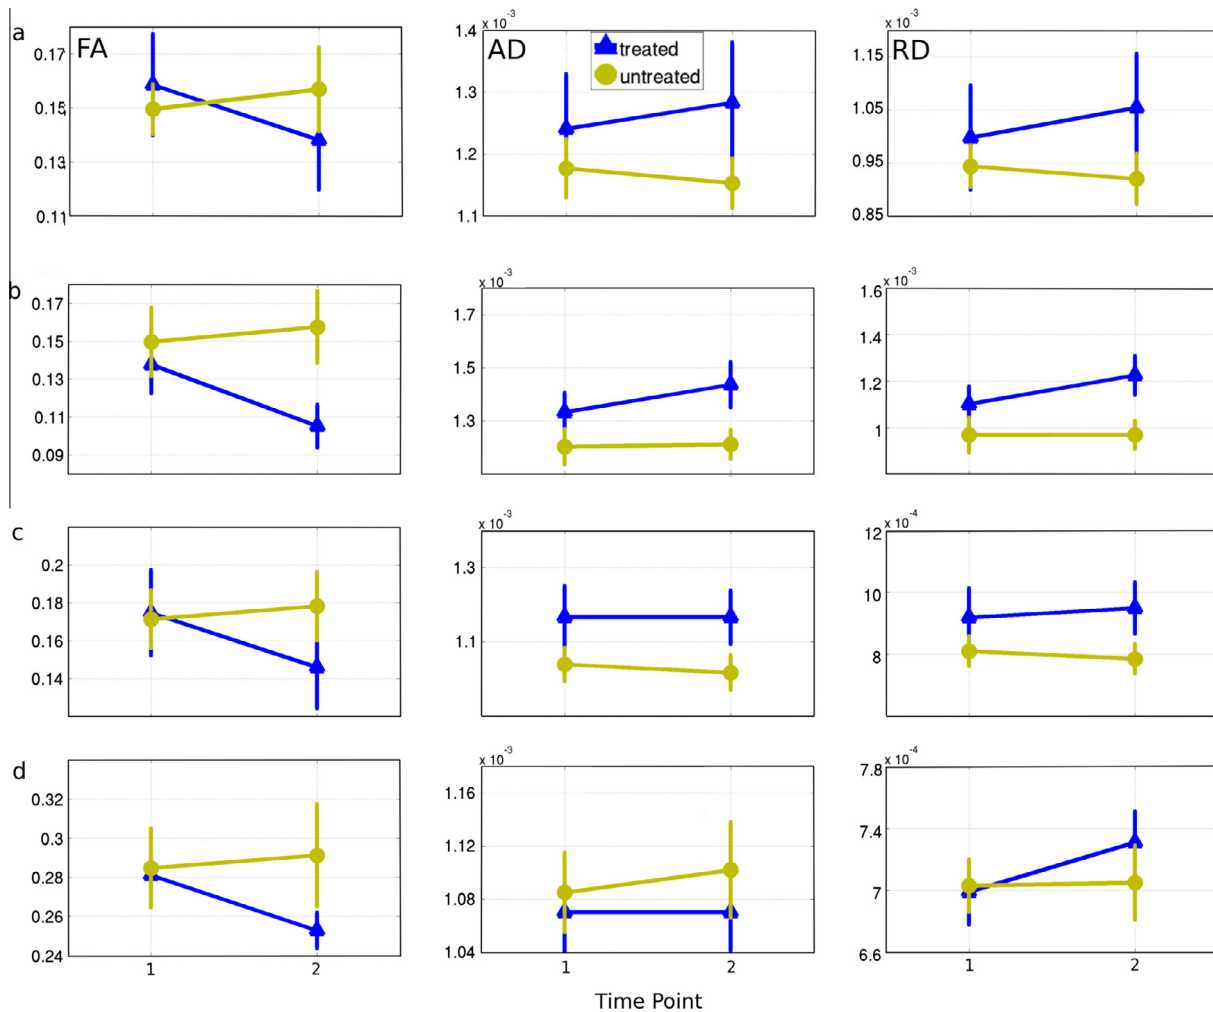 a
FA
0.17
0.15
0.13
0.11
x 10⁻³
AD
1.4
1.3
1.2
1.1
treated
untreated
x 10⁻³
RD
1.15
1.05
0.95
0.85
b
0.17
0.15
0.13
0.11
0.09
x 10⁻³
1.7
1.5
1.3
x 10⁻³
1.6
1.4
1.2
1
c
0.2
0.18
0.16
0.14
x 10⁻³
1.3
1.1
12 x 10⁻⁴
10
8
d
0.32
0.3
0.28
0.26
0.24
1
2
x 10⁻³
1.16
1.12
1.08
1.04
1
2
7.8 x 10⁻⁴
7.4
7
6.6
1
2
Time Point